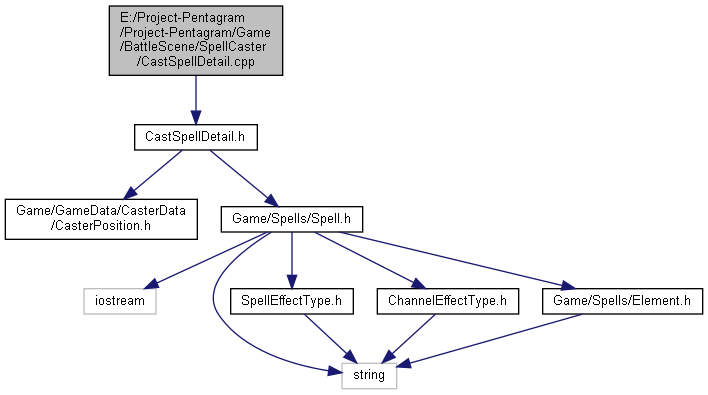 E:/Project-Pentagram
/Project-Pentagram/Game
/BattleScene/SpellCaster
/CastSpellDetail.cpp
CastSpellDetail.h
Game/GameData/CasterData
/CasterPosition.h
Game/Spells/Spell.h
iostream
SpellEffectType.h
ChannelEffectType.h
Game/Spells/Element.h
string